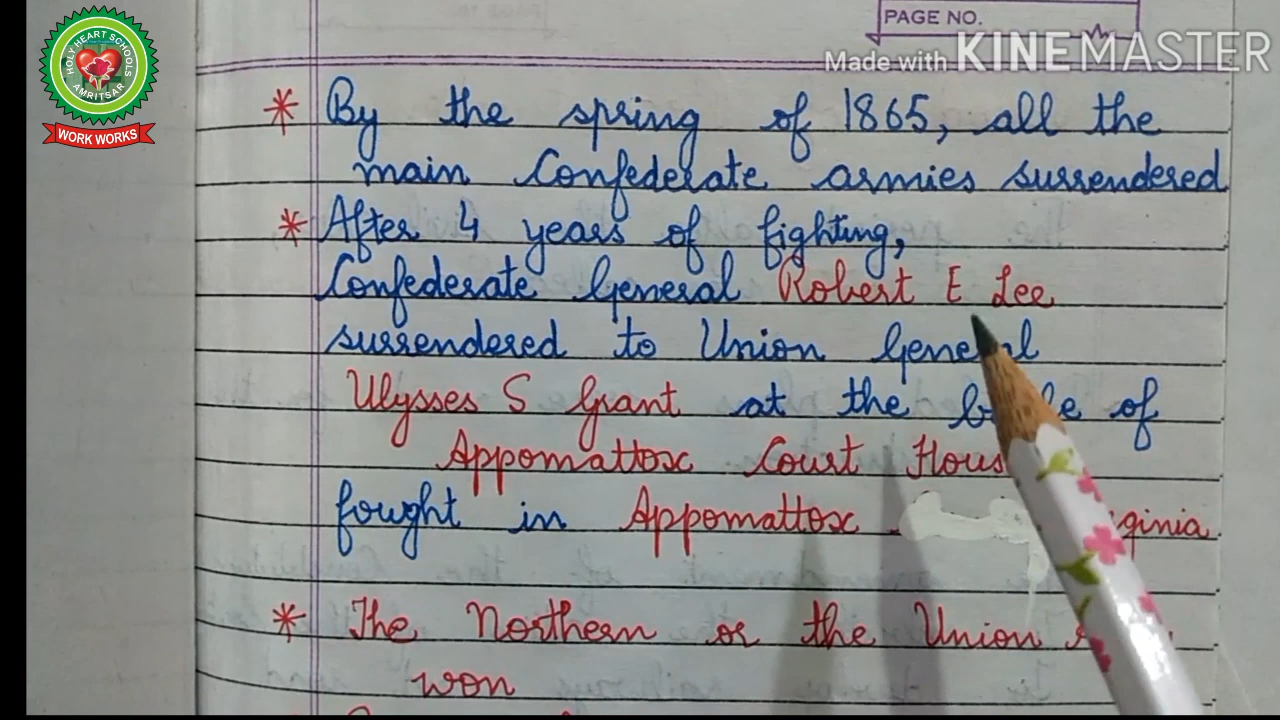 PAGE NO.
Made with KINEMASTER
HOLY HEART SCHOOLS
AMRITSAR
WORK WORKS
* By the spring of 1865, all the
main Confederate armies surrendered
* After 4 years of fighting,
Confederate General Robert E Lee
surrendered to Union General
Ulysses S Grant at the of
Appomattox Court
fought in Appomattox
* The Northern or the Union
won